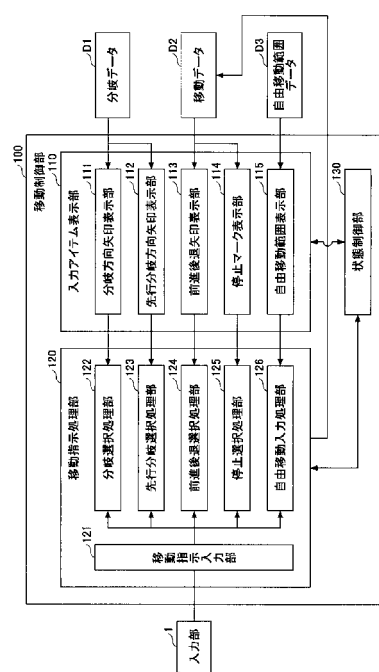 D1
分岐データ
D2
移動データ
D3
自由移動範囲
データ
100
移動制御部
110
入力アイテム表示部
111
分岐方向矢印表示部
112
先行分岐方向矢印表示部
113
前進後退矢印表示部
114
停止マーク表示部
115
自由移動範囲表示部
130
状態制御部
120
移動指示処理部
122
分岐選択処理部
123
先行分岐選択処理部
124
前進後退選択処理部
125
停止選択処理部
126
自由移動入力処理部
121
移動
指示入力部
1
入力部